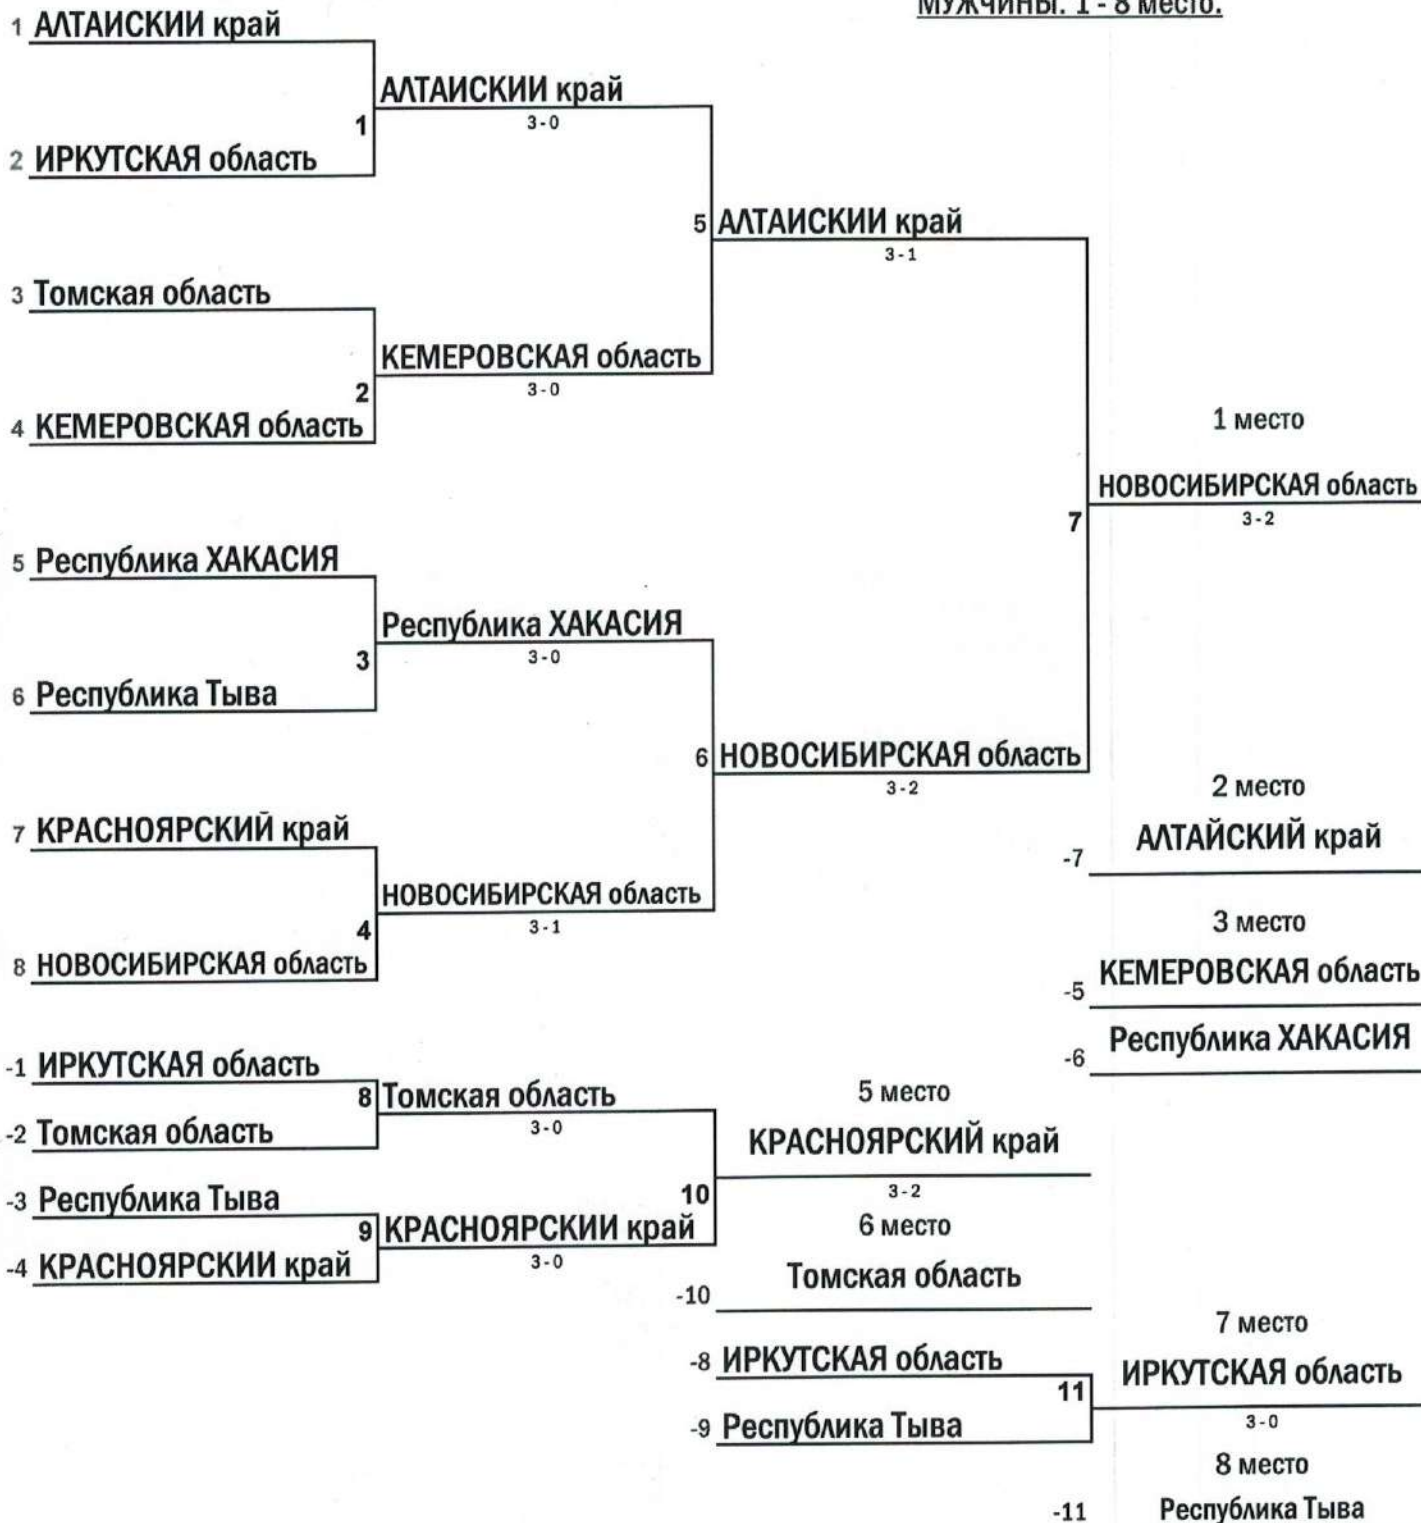 МУЖЧИНЫ. 1 - 8 место.
1 АЛТАЙСКИЙ край
АЛТАЙСКИЙ край
1
3-0
2 ИРКУТСКАЯ область
5 АЛТАЙСКИЙ край
3-1
3 Томская область
КЕМЕРОВСКАЯ область
2
3-0
4 КЕМЕРОВСКАЯ область
1 место
НОВОСИБИРСКАЯ область
7
3-2
5 Республика ХАКАСИЯ
Республика ХАКАСИЯ
3
3-0
6 Республика Тыва
6 НОВОСИБИРСКАЯ область
3-2
2 место
7 КРАСНОЯРСКИЙ край
-7 АЛТАЙСКИЙ край
НОВОСИБИРСКАЯ область
4
3-1
3 место
8 НОВОСИБИРСКАЯ область
-5 КЕМЕРОВСКАЯ область
-6 Республика ХАКАСИЯ
-1 ИРКУТСКАЯ область
8 Томская область
3-0
5 место
-2 Томская область
КРАСНОЯРСКИЙ край
10
3-2
-3 Республика Тыва
9 КРАСНОЯРСКИЙ край
3-0
6 место
-4 КРАСНОЯРСКИЙ край
-10 Томская область
7 место
-8 ИРКУТСКАЯ область
11 ИРКУТСКАЯ область
3-0
-9 Республика Тыва
8 место
-11 Республика Тыва